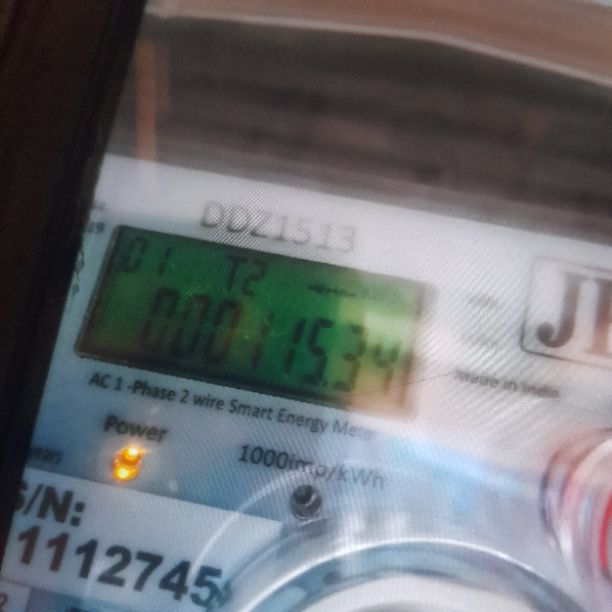 DDZ1513
01 T2
000115.34
AC 1 -Phase 2 wire Smart Energy Meter
Made in India
Power
1000imp/kWh
S/N:
1112745